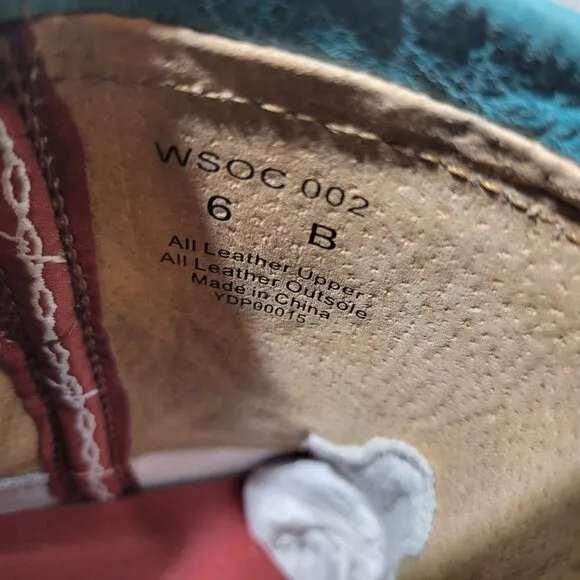 WSOC 002
6 B
All Leather Upper
All Leather Outsole
Made in China
YDP00015